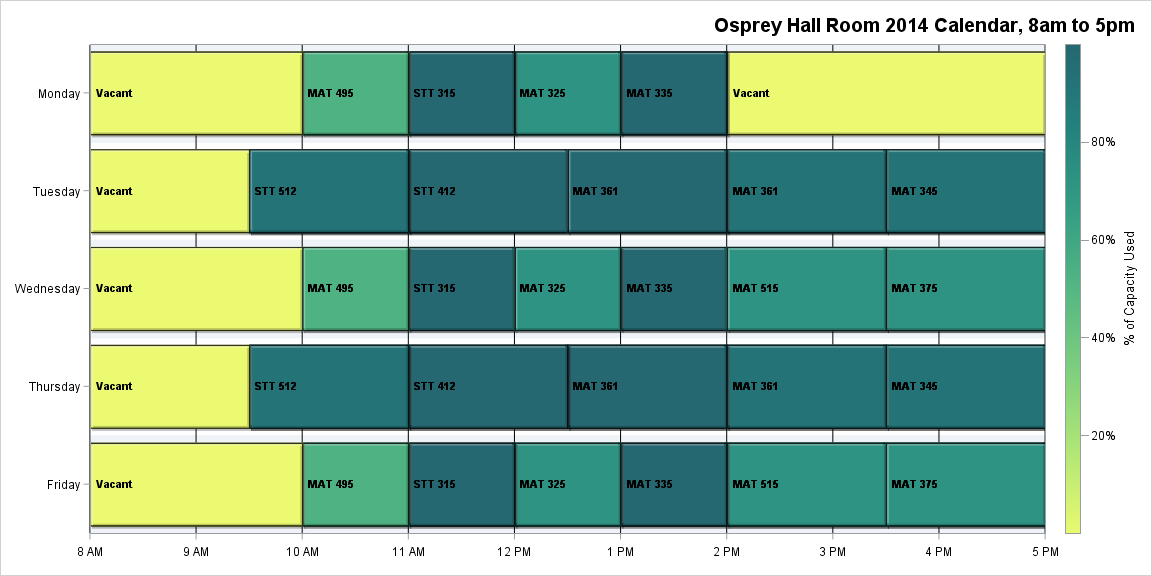 Osprey Hall Room 2014 Calendar, 8am to 5pm
Monday Vacant MAT 495 STT 315 MAT 325 MAT 335 Vacant
80%
Tuesday Vacant STT 512 STT 412 MAT 361 MAT 361 MAT 345
60%
% of Capacity Used
Wednesday Vacant MAT 495 STT 315 MAT 325 MAT 335 MAT 515 MAT 375
40%
Thursday Vacant STT 512 STT 412 MAT 361 MAT 361 MAT 345
20%
Friday Vacant MAT 495 STT 315 MAT 325 MAT 335 MAT 515 MAT 375
8 AM 9 AM 10 AM 11 AM 12 PM 1 PM 2 PM 3 PM 4 PM 5 PM